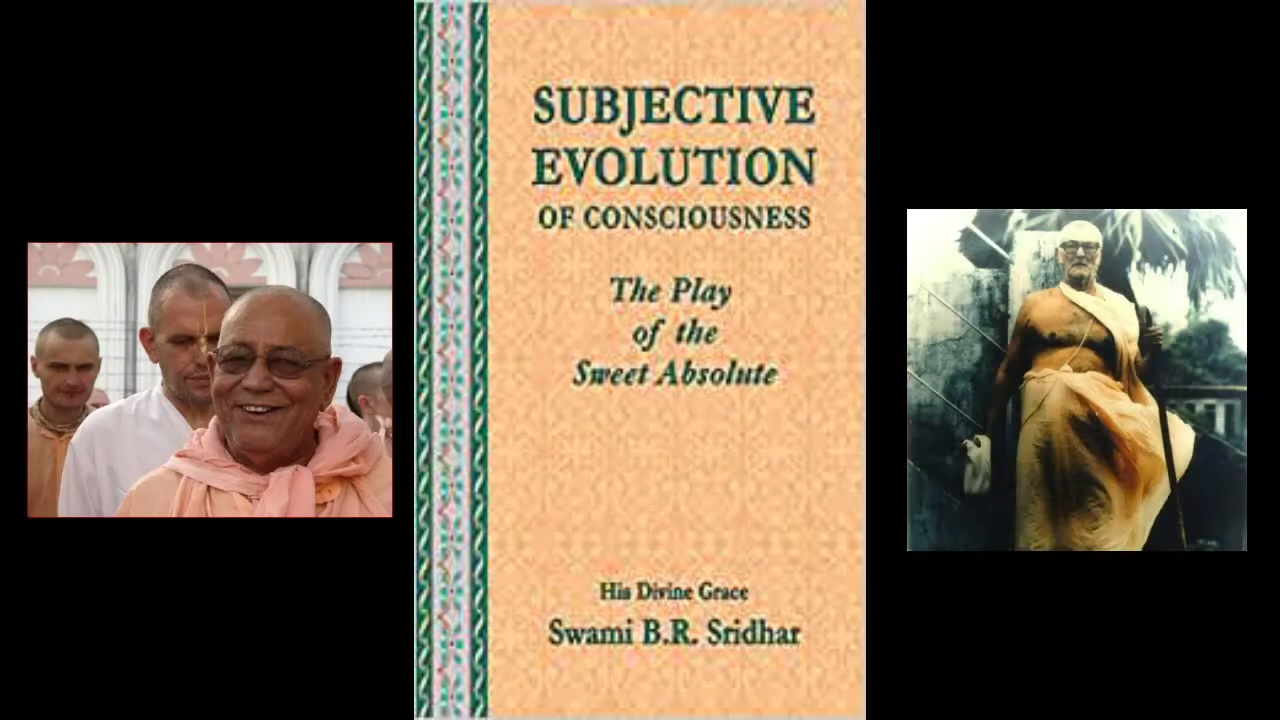 SUBJECTIVE
EVOLUTION
OF CONSCIOUSNESS
The Play
of the
Sweet Absolute
His Divine Grace
Swami B.R. Sridhar